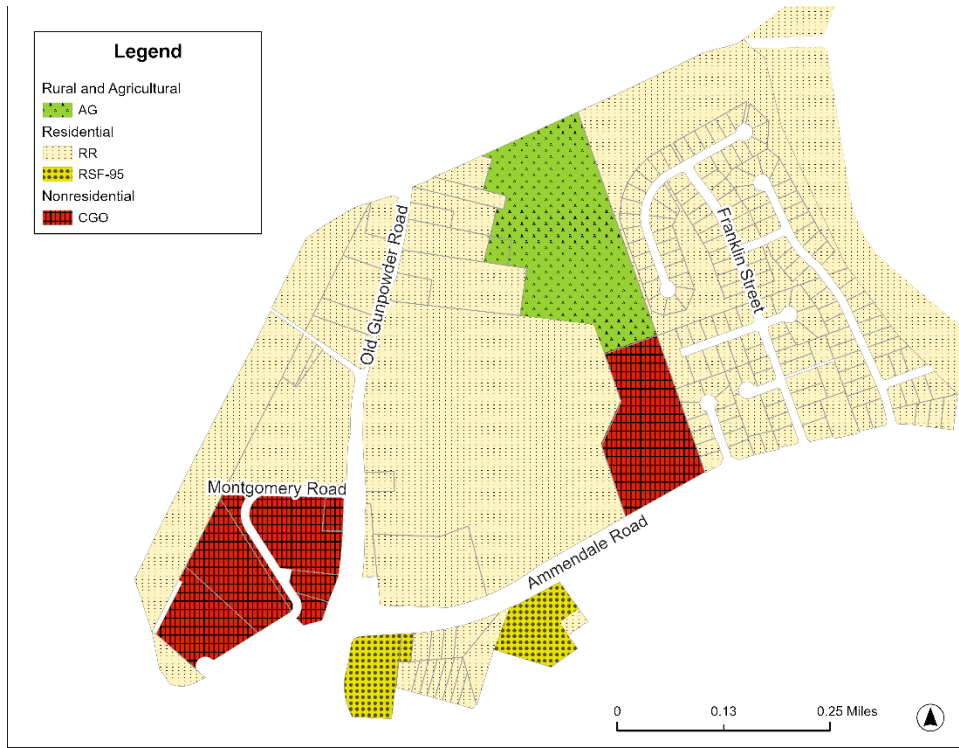 Legend
Rural and Agricultural
AG
Residential
RR
RSF-95
Nonresidential
CGO
Old Gunpowder Road
Franklin Street
Montgomery Road
Ammendale Road
0 0.13 0.25 Miles